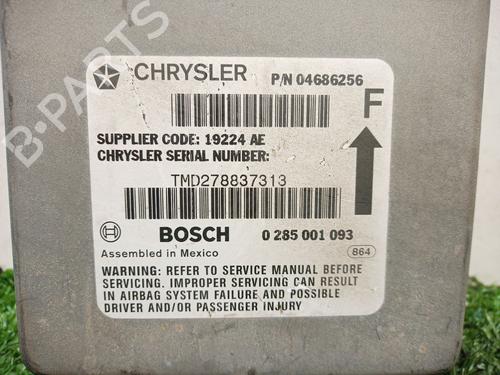 B-PARTS
CHRYSLER P/N 04686256
F
SUPPLIER CODE: 19224 AE
CHRYSLER SERIAL NUMBER:
TMD278837313
BOSCH 0 285 001 093
Assembled in Mexico 864
WARNING: REFER TO SERVICE MANUAL BEFORE
SERVICING. IMPROPER SERVICING CAN RESULT
IN AIRBAG SYSTEM FAILURE AND POSSIBLE
DRIVER AND/OR PASSENGER INJURY